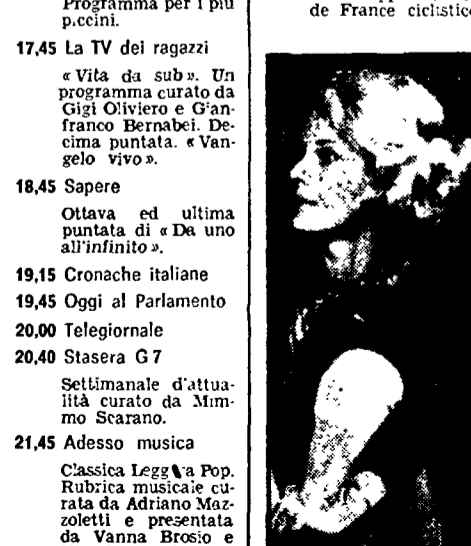 Programma per i più
piccini.
17,45 La TV dei ragazzi
« Vita da sub ». Un
programma curato da
Gigi Oliviero e Gian-
franco Bernabei. De-
cima puntata. « Van-
gelo vivo ».
18,45 Sapere
Ottava ed ultima
puntata di « Da uno
all'infinito ».
19,15 Cronache italiane
19,45 Oggi al Parlamento
20,00 Telegiornale
20,40 Stasera G 7
Settimanale d'attua-
lità curato da Mim-
mo Scarano.
21,45 Adesso musica
Classica Leggera Pop.
Rubrica musicale cu-
rata da Adriano Maz-
zoletti e presentata
da Vanna Brosio e
de France ciclistic